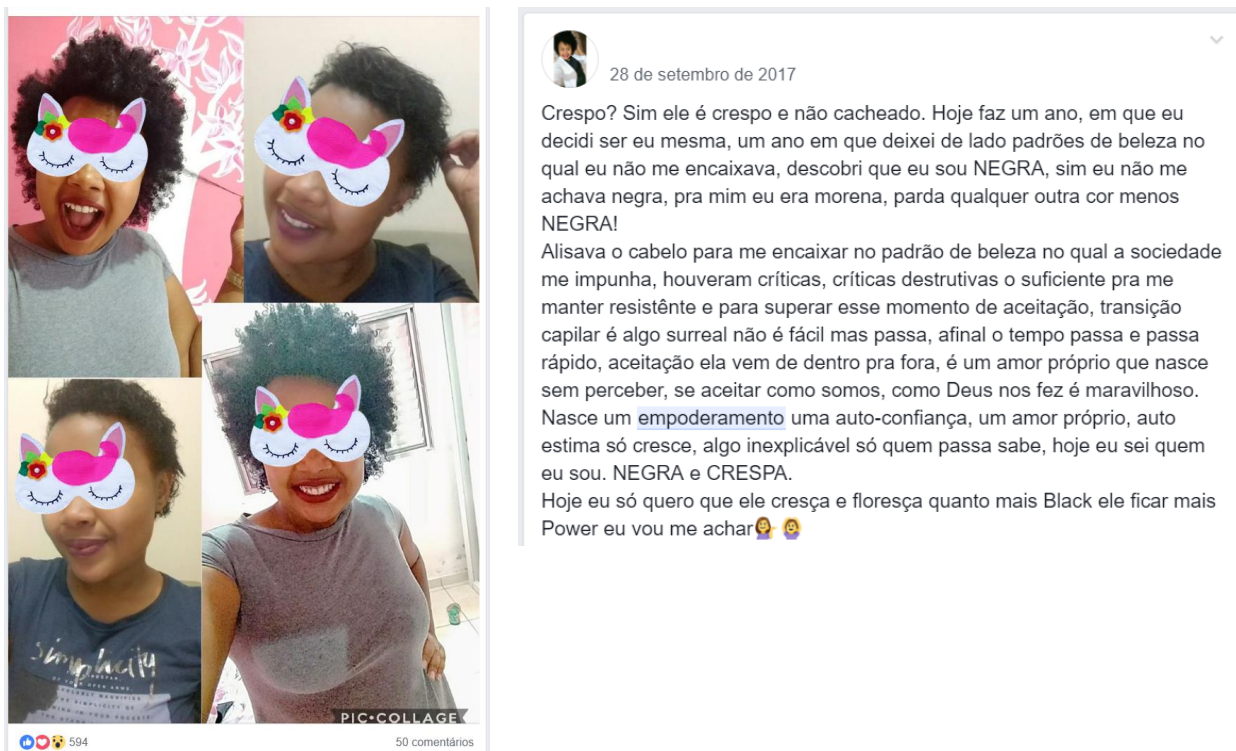 simplicity
PIC•COLLAGE
594
50 comentários
28 de setembro de 2017
Crespo? Sim ele é crespo e não cacheado. Hoje faz um ano, em que eu
decidi ser eu mesma, um ano em que deixei de lado padrões de beleza no
qual eu não me encaixava, descobri que eu sou NEGRA, sim eu não me
achava negra, pra mim eu era morena, parda qualquer outra cor menos
NEGRA!
Alisava o cabelo para me encaixar no padrão de beleza no qual a sociedade
me impunha, houveram críticas, críticas destrutivas o suficiente pra me
manter resistênte e para superar esse momento de aceitação, transição
capilar é algo surreal não é fácil mas passa, afinal o tempo passa e passa
rápido, aceitação ela vem de dentro pra fora, é um amor próprio que nasce
sem perceber, se aceitar como somos, como Deus nos fez é maravilhoso.
Nasce um empoderamento uma auto-confiança, um amor próprio, auto
estima só cresce, algo inexplicável só quem passa sabe, hoje eu sei quem
eu sou. NEGRA e CRESPA.
Hoje eu só quero que ele cresça e floresça quanto mais Black ele ficar mais
Power eu vou me achar